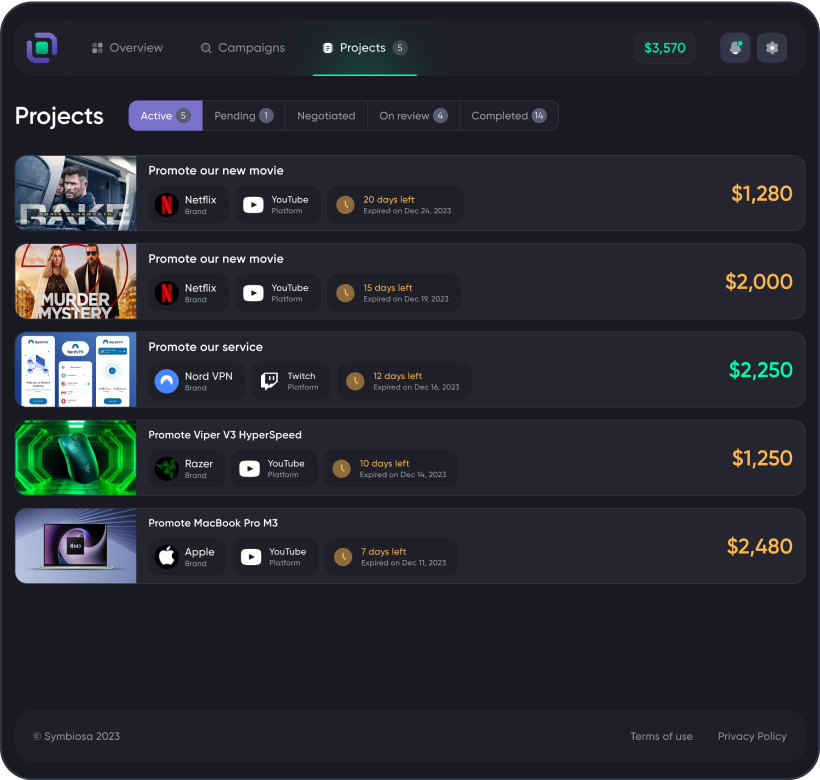 Overview
Campaigns
Projects 5
$3,570
Projects
Active 5
Pending 1
Negotiated
On review 4
Completed 14
RAKE
CHRIS HEMSWORTH
Promote our new movie
Netflix
Brand
YouTube
Platform
20 days left
Expired on Dec 24, 2023
$1,280
2
MURDER
MYSTERY
Promote our new movie
Netflix
Brand
YouTube
Platform
15 days left
Expired on Dec 19, 2023
$2,000
NordVPN
NordVPN
Promote our service
Nord VPN
Brand
Twitch
Platform
12 days left
Expired on Dec 16, 2023
$2,250
Promote Viper V3 HyperSpeed
Razer
Brand
YouTube
Platform
10 days left
Expired on Dec 14, 2023
$1,250
M3
Promote MacBook Pro M3
Apple
Brand
YouTube
Platform
7 days left
Expired on Dec 11, 2023
$2,480
© Symbiosa 2023
Terms of use
Privacy Policy